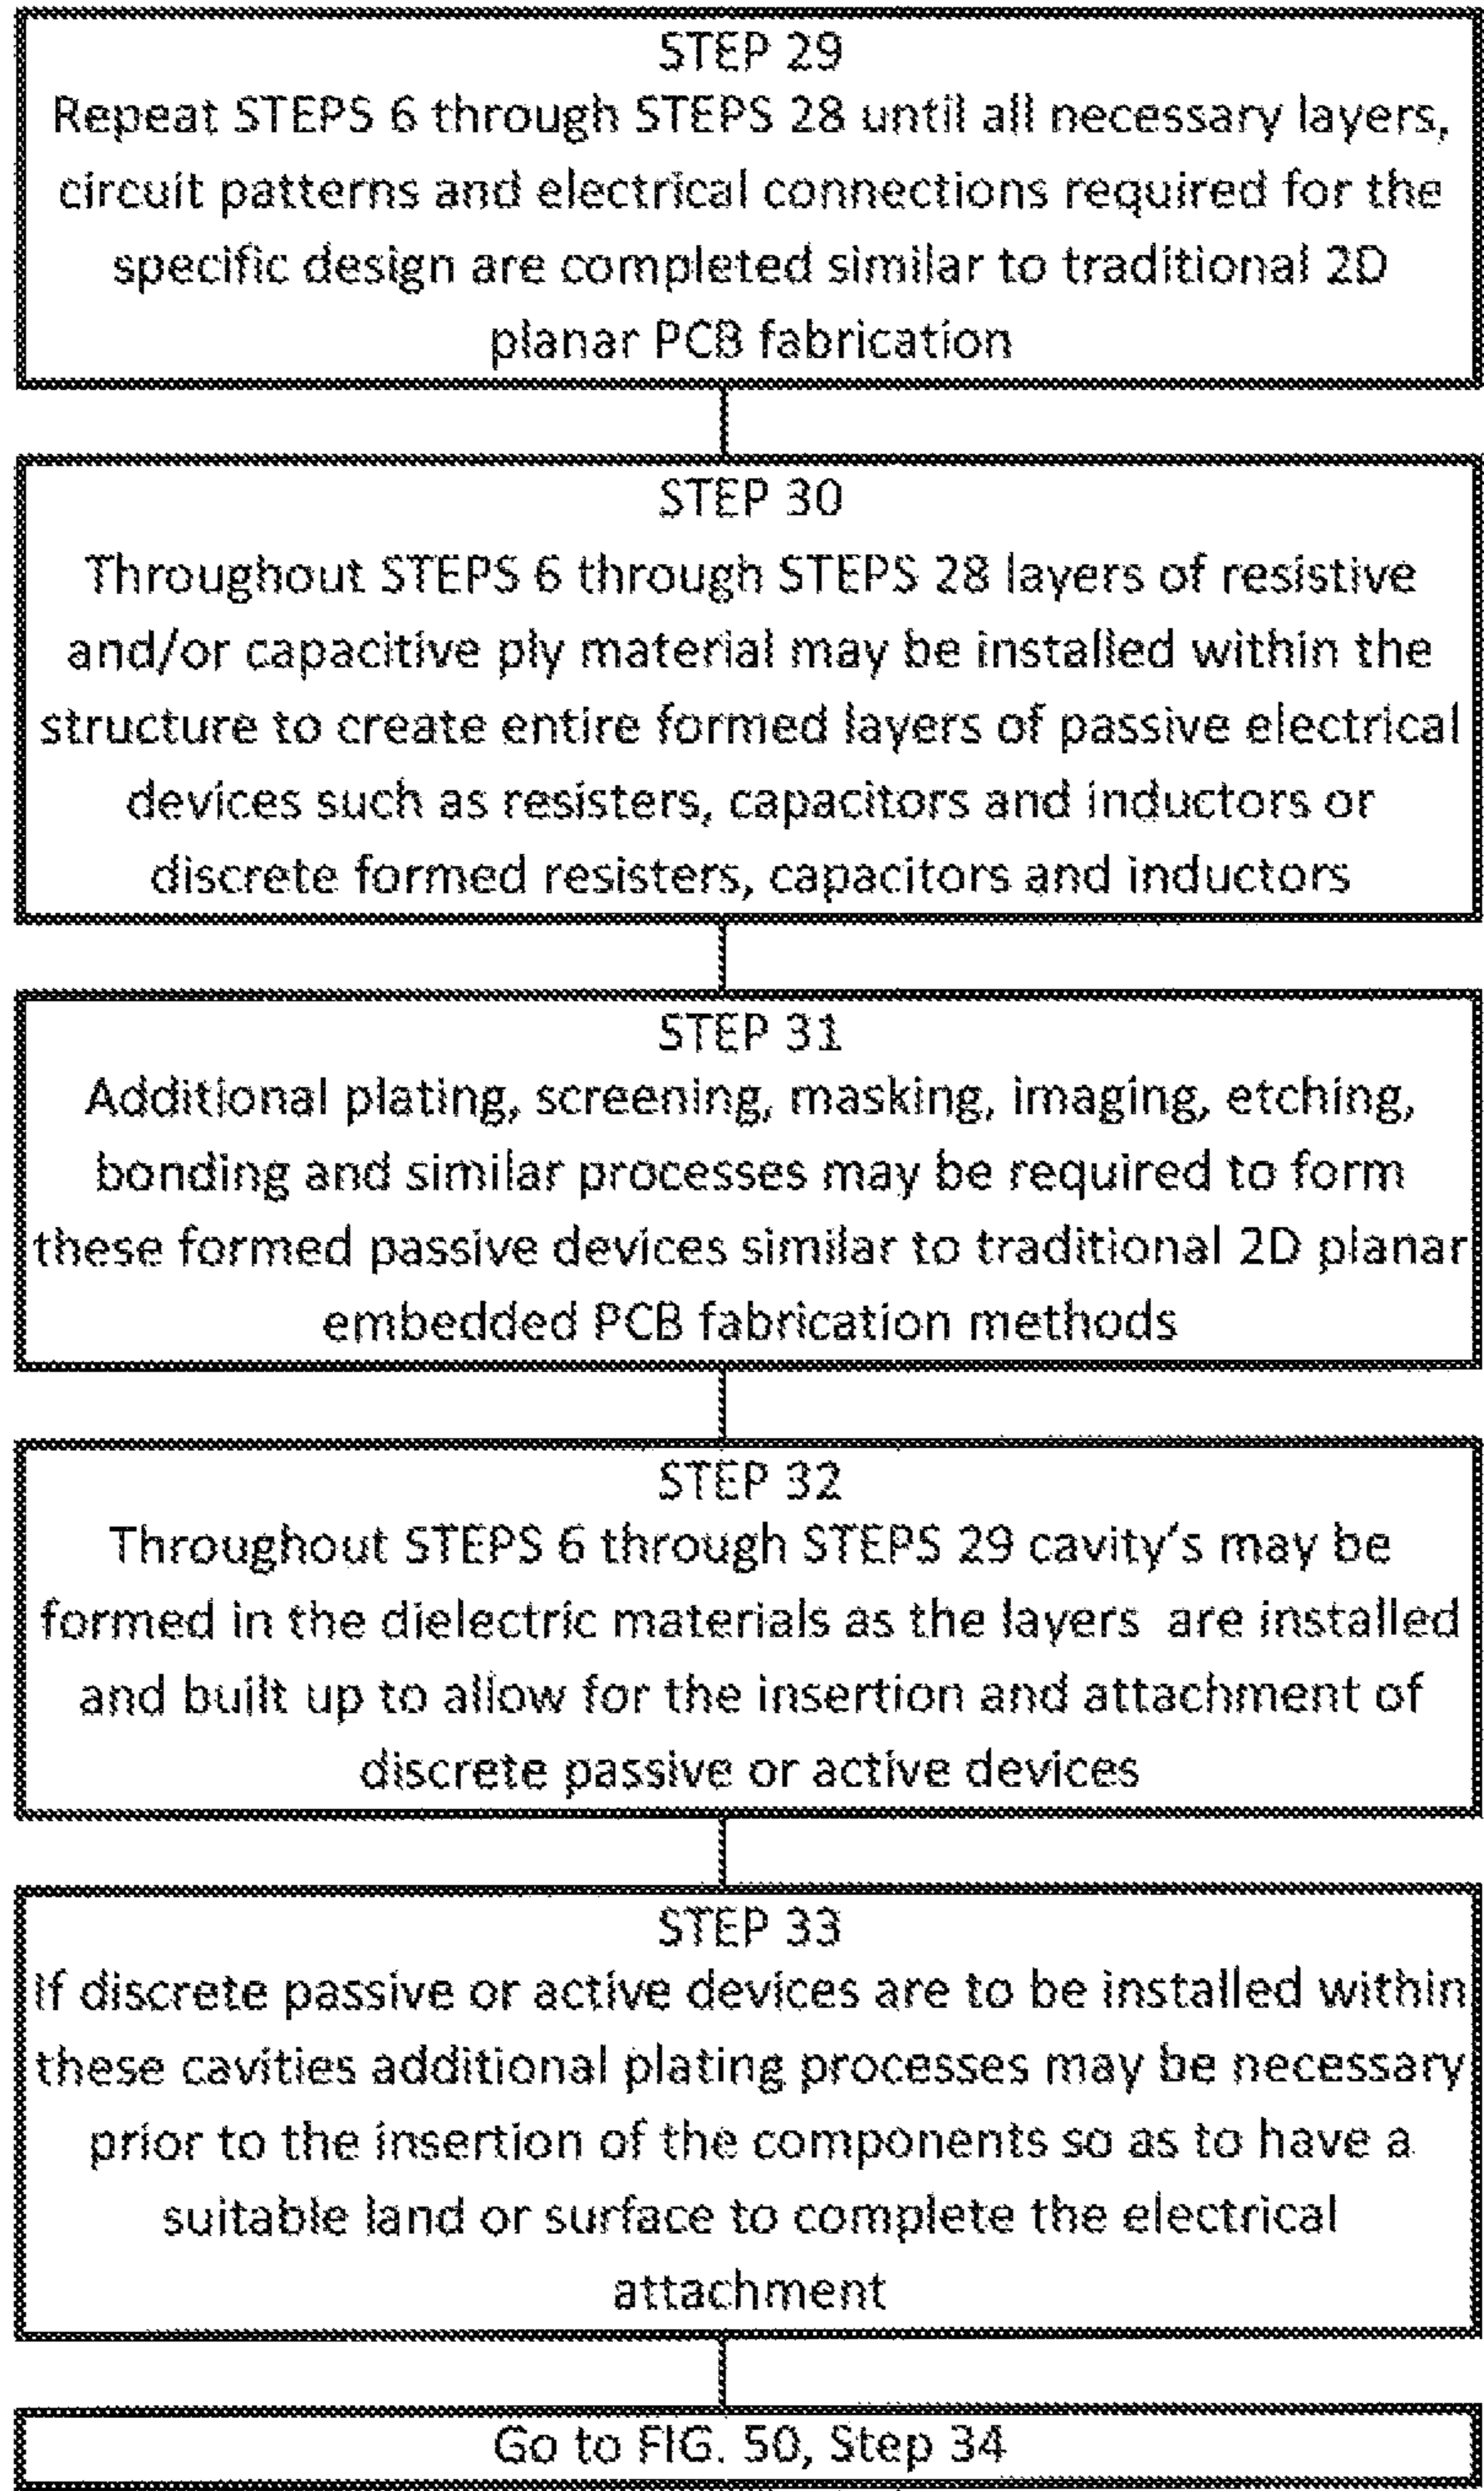 STEP 29
Repeat STEPS 6 through STEPS 28 until all necessary layers,
circuit patterns and electrical connections required for the
specific design are completed similar to traditional 2D
planar PCB fabrication
STEP 30
Throughout STEPS 6 through STEPS 28 layers of resistive
and/or capacitive ply material may be installed within the
structure to create entire formed layers of passive electrical
devices such as resisters, capacitors and inductors or
discrete formed resisters, capacitors and inductors
STEP 31
Additional plating, screening, masking, imaging, etching,
bonding and similar processes may be required to form
these formed passive devices similar to traditional 2D planar
embedded PCB fabrication methods
STEP 32
Throughout STEPS 6 through STEPS 29 cavity's may be
formed in the dielectric materials as the layers are installed
and built up to allow for the insertion and attachment of
discrete passive or active devices
STEP 33
If discrete passive or active devices are to be installed within
these cavities additional plating processes may be necessary
prior to the insertion of the components so as to have a
suitable land or surface to complete the electrical
attachment
Go to FIG. 50, Step 34